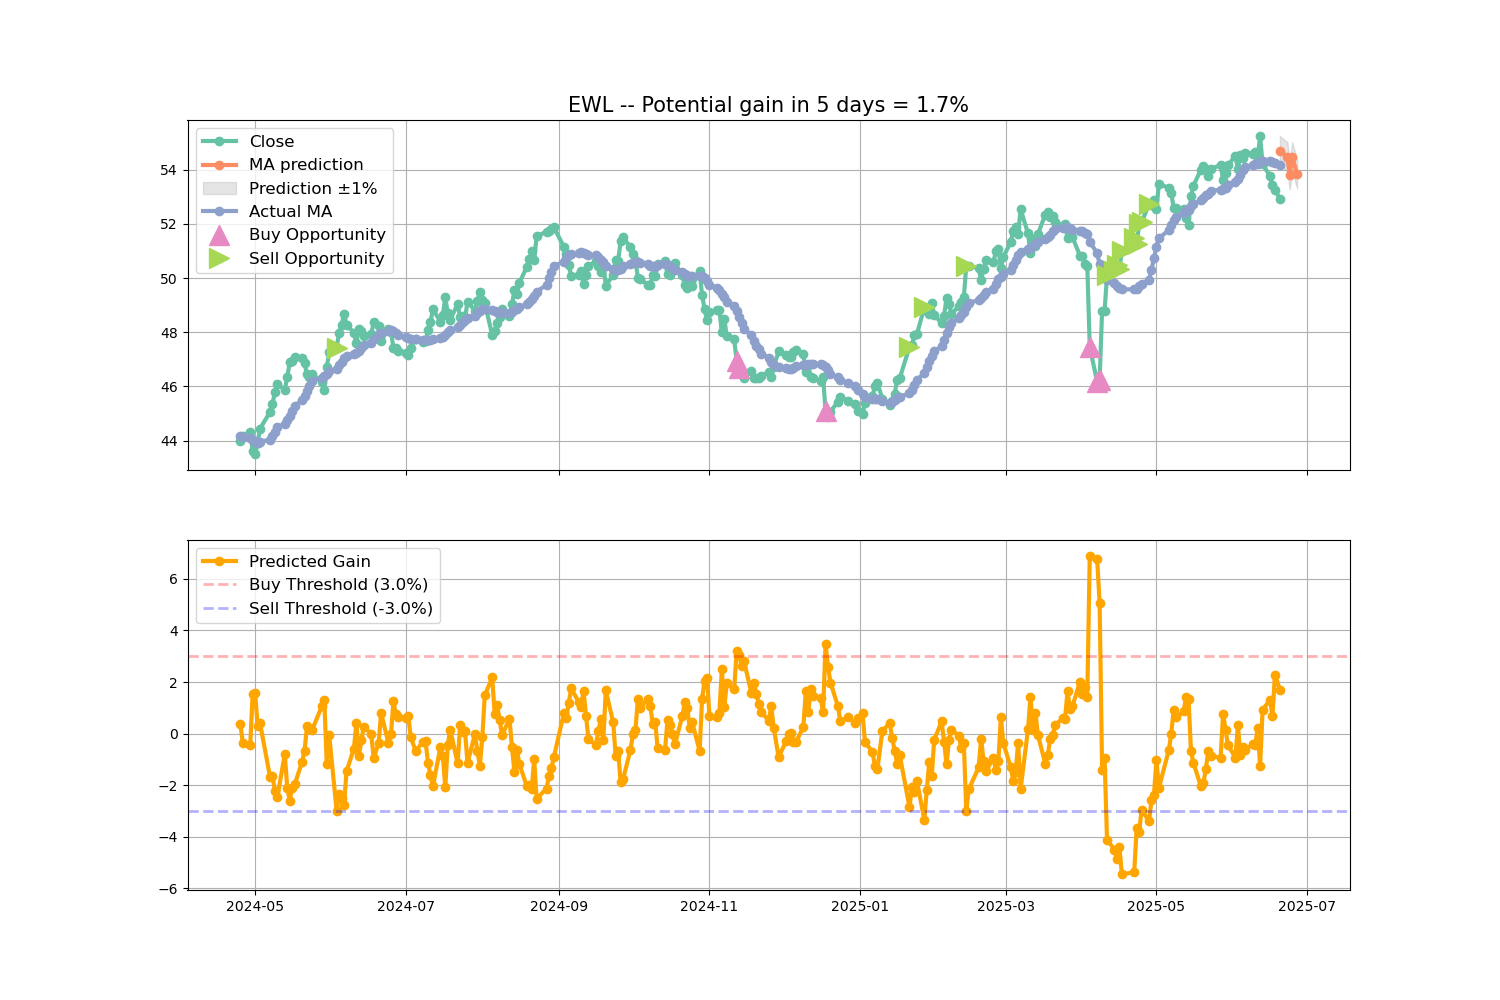 EWL -- Potential gain in 5 days = 1.7%
Close
MA prediction
Prediction ±1%
Actual MA
Buy Opportunity
Sell Opportunity
54
52
50
48
46
44
Predicted Gain
Buy Threshold (3.0%)
Sell Threshold (-3.0%)
6
4
2
0
−2
−4
−6
2024-05 2024-07 2024-09 2024-11 2025-01 2025-03 2025-05 2025-07